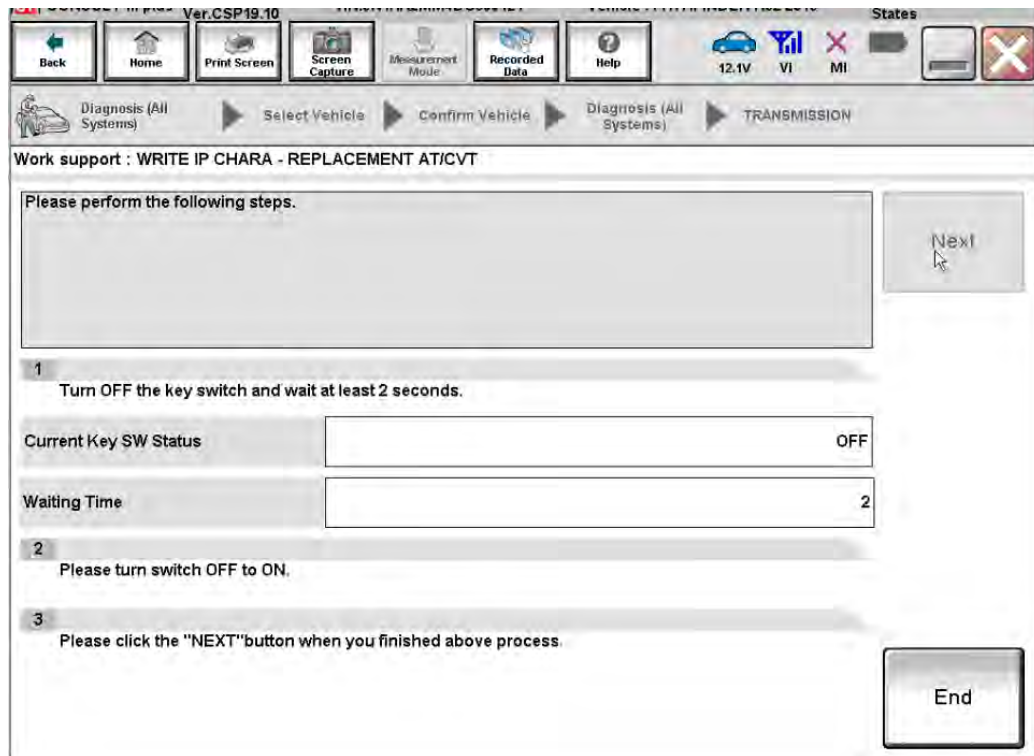 Ver.CSP19.10
States
Back
Home
Print Screen
Screen
Capture
Measurement
Mode
Recorded
Data
Help
12.1V
VI
MI
Diagnosis (All
Systems)
Select Vehicle
Confirm Vehicle
Diagnosis (All
Systems)
TRANSMISSION
Work support : WRITE IP CHARA - REPLACEMENT AT/CVT
Please perform the following steps.
Next
1
Turn OFF the key switch and wait at least 2 seconds.
Current Key SW Status
OFF
Waiting Time
2
2
Please turn switch OFF to ON.
3
Please click the "NEXT"button when you finished above process.
End